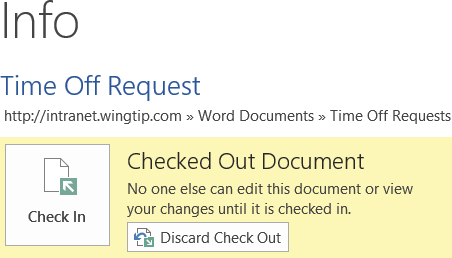 Info
Time Off Request
http://intranet.wingtip.com » Word Documents » Time Off Requests
Checked Out Document
No one else can edit this document or view
your changes until it is checked in.
Check In
Discard Check Out